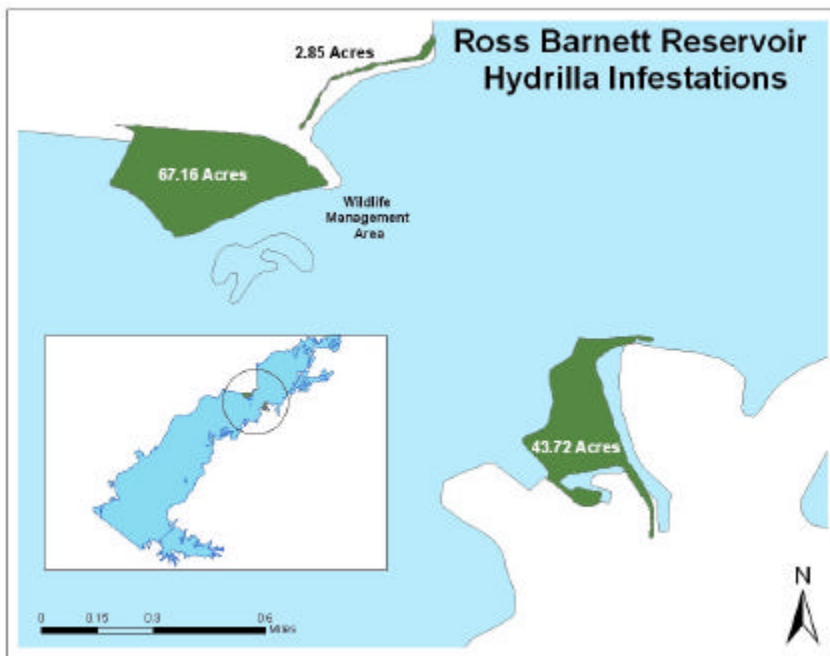 Ross Barnett Reservoir
Hydrilla Infestations
2.85 Acres
67.16 Acres
Wildlife
Management
Area
43.72 Acres
N
0 0.15 0.3 0.6
Miles